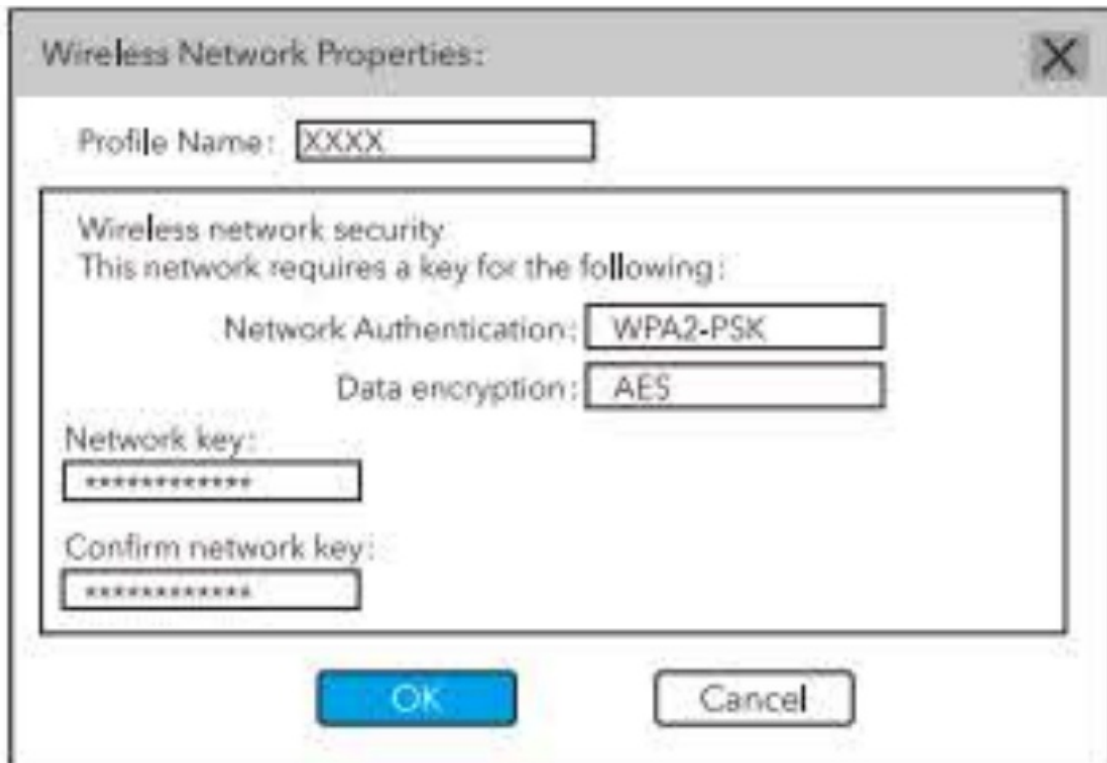 Wireless Network Properties:
X
Profile Name: XXXX
Wireless network security
This network requires a key for the following:
Network Authentication: WPA2-PSK
Data encryption: AES
Network key:
************
Confirm network key:
************
OK Cancel